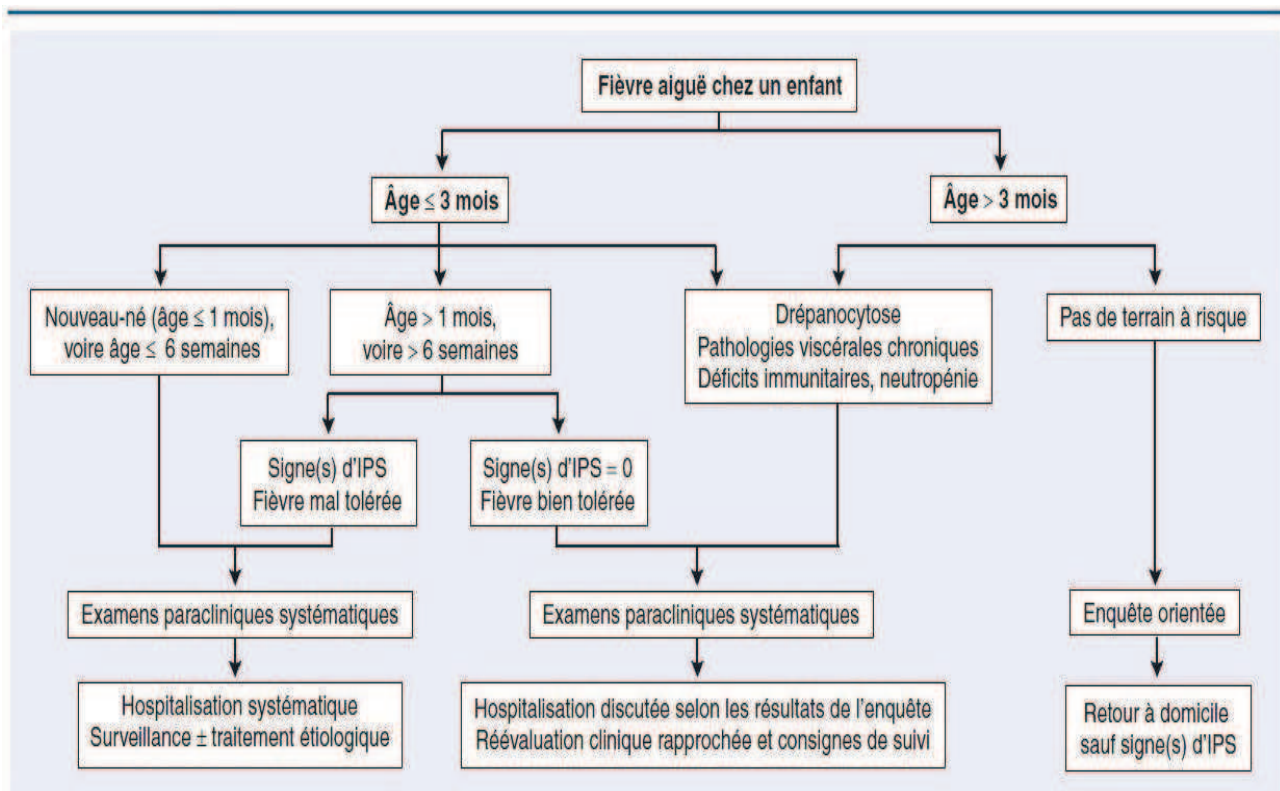 Fièvre aiguë chez un enfant
Âge ≤ 3 mois
Âge > 3 mois
Nouveau-né (âge ≤ 1 mois),
voire âge ≤ 6 semaines
Âge > 1 mois,
voire > 6 semaines
Drépanocytose
Pathologies viscérales chroniques
Déficits immunitaires, neutropénie
Pas de terrain à risque
Signe(s) d'IPS
Fièvre mal tolérée
Signe(s) d'IPS = 0
Fièvre bien tolérée
Examens paracliniques systématiques
Examens paracliniques systématiques
Enquête orientée
Hospitalisation systématique
Surveillance ± traitement étiologique
Hospitalisation discutée selon les résultats de l'enquête
Réévaluation clinique rapprochée et consignes de suivi
Retour à domicile
sauf signe(s) d'IPS